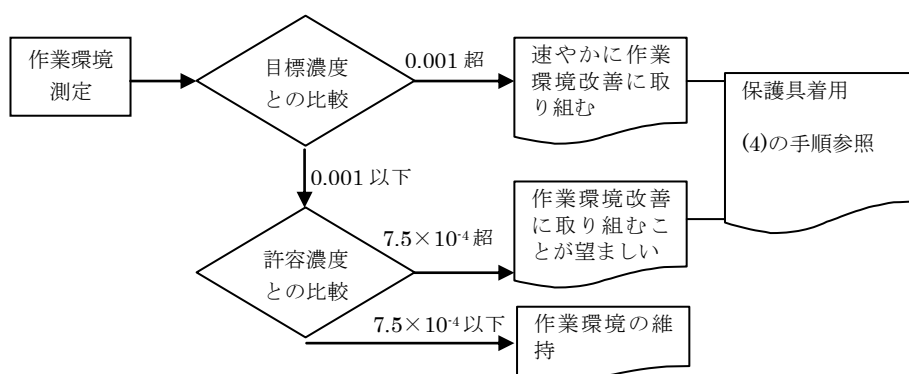 作業環境
測定
目標濃度
との比較
0.001 超
速やかに作業
環境改善に取
り組む
保護具着用
(4)の手順参照
0.001 以下
許容濃度
との比較
7.5×10⁻⁴ 超
作業環境改善
に取り組むこ
とが望ましい
7.5×10⁻⁴ 以下
作業環境の維
持